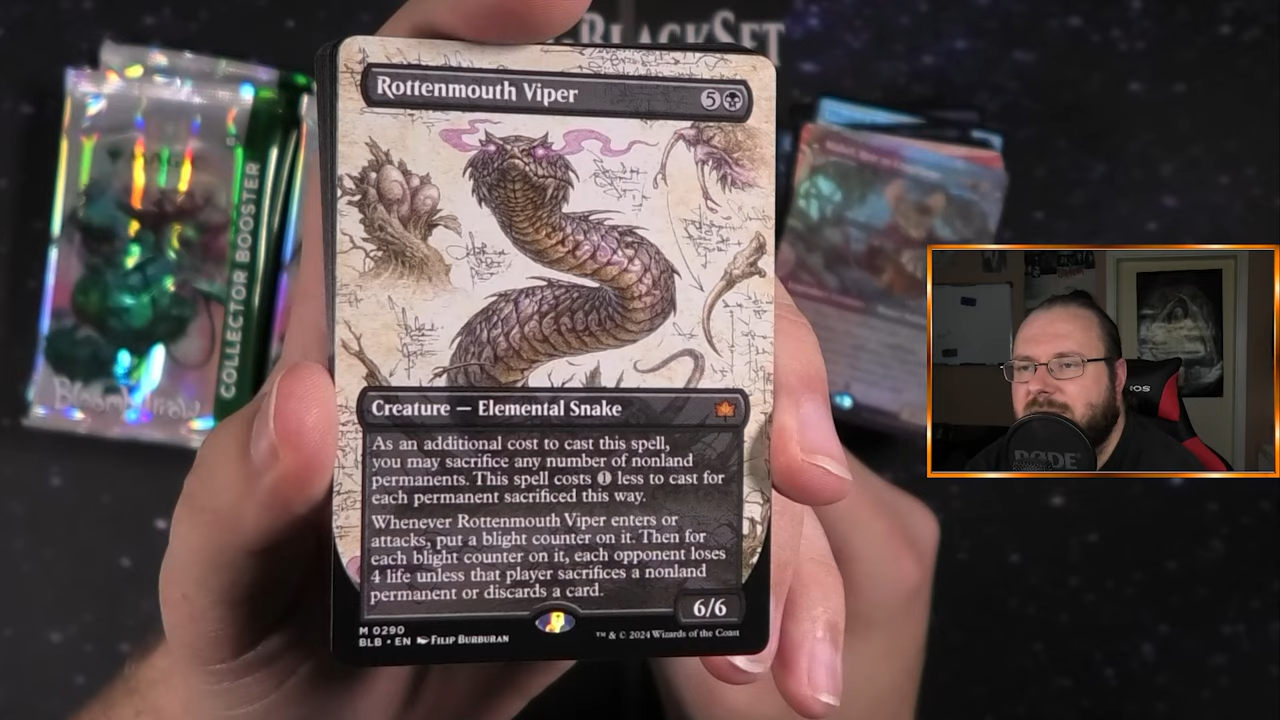 BLACKSET
Rottenmouth Viper 5
COLLECTOR BOOSTER
Creature — Elemental Snake
As an additional cost to cast this spell,
you may sacrifice any number of nonland
permanents. This spell costs 1 less to cast for
each permanent sacrificed this way.
Whenever Rottenmouth Viper enters or
attacks, put a blight counter on it. Then for
each blight counter on it, each opponent loses
4 life unless that player sacrifices a nonland
permanent or discards a card.
6/6
M 0290
BLB • EN FILIP BURBURAN
™ & © 2024 Wizards of the Coast
RØDE